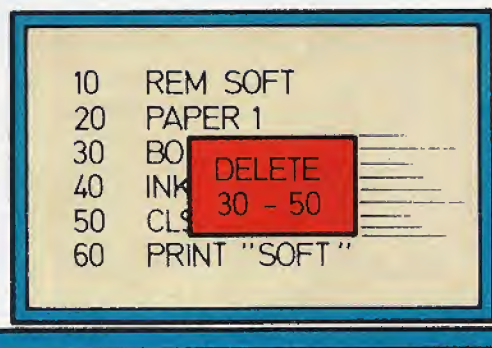 10 REM SOFT
20 PAPER 1
30 BO
40 INK
50 CLS
60 PRINT "SOFT"
DELETE
30 - 50